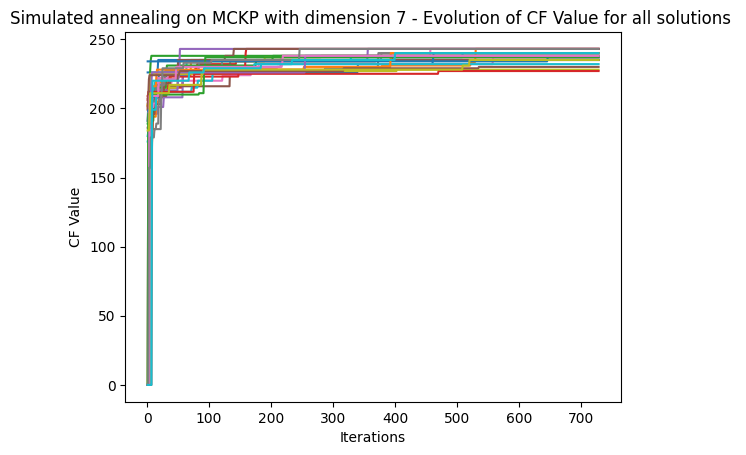 Simulated annealing on MCKP with dimension 7 - Evolution of CF Value for all solutions
250
200
150
100
50
0
CF Value
0 100 200 300 400 500 600 700
Iterations